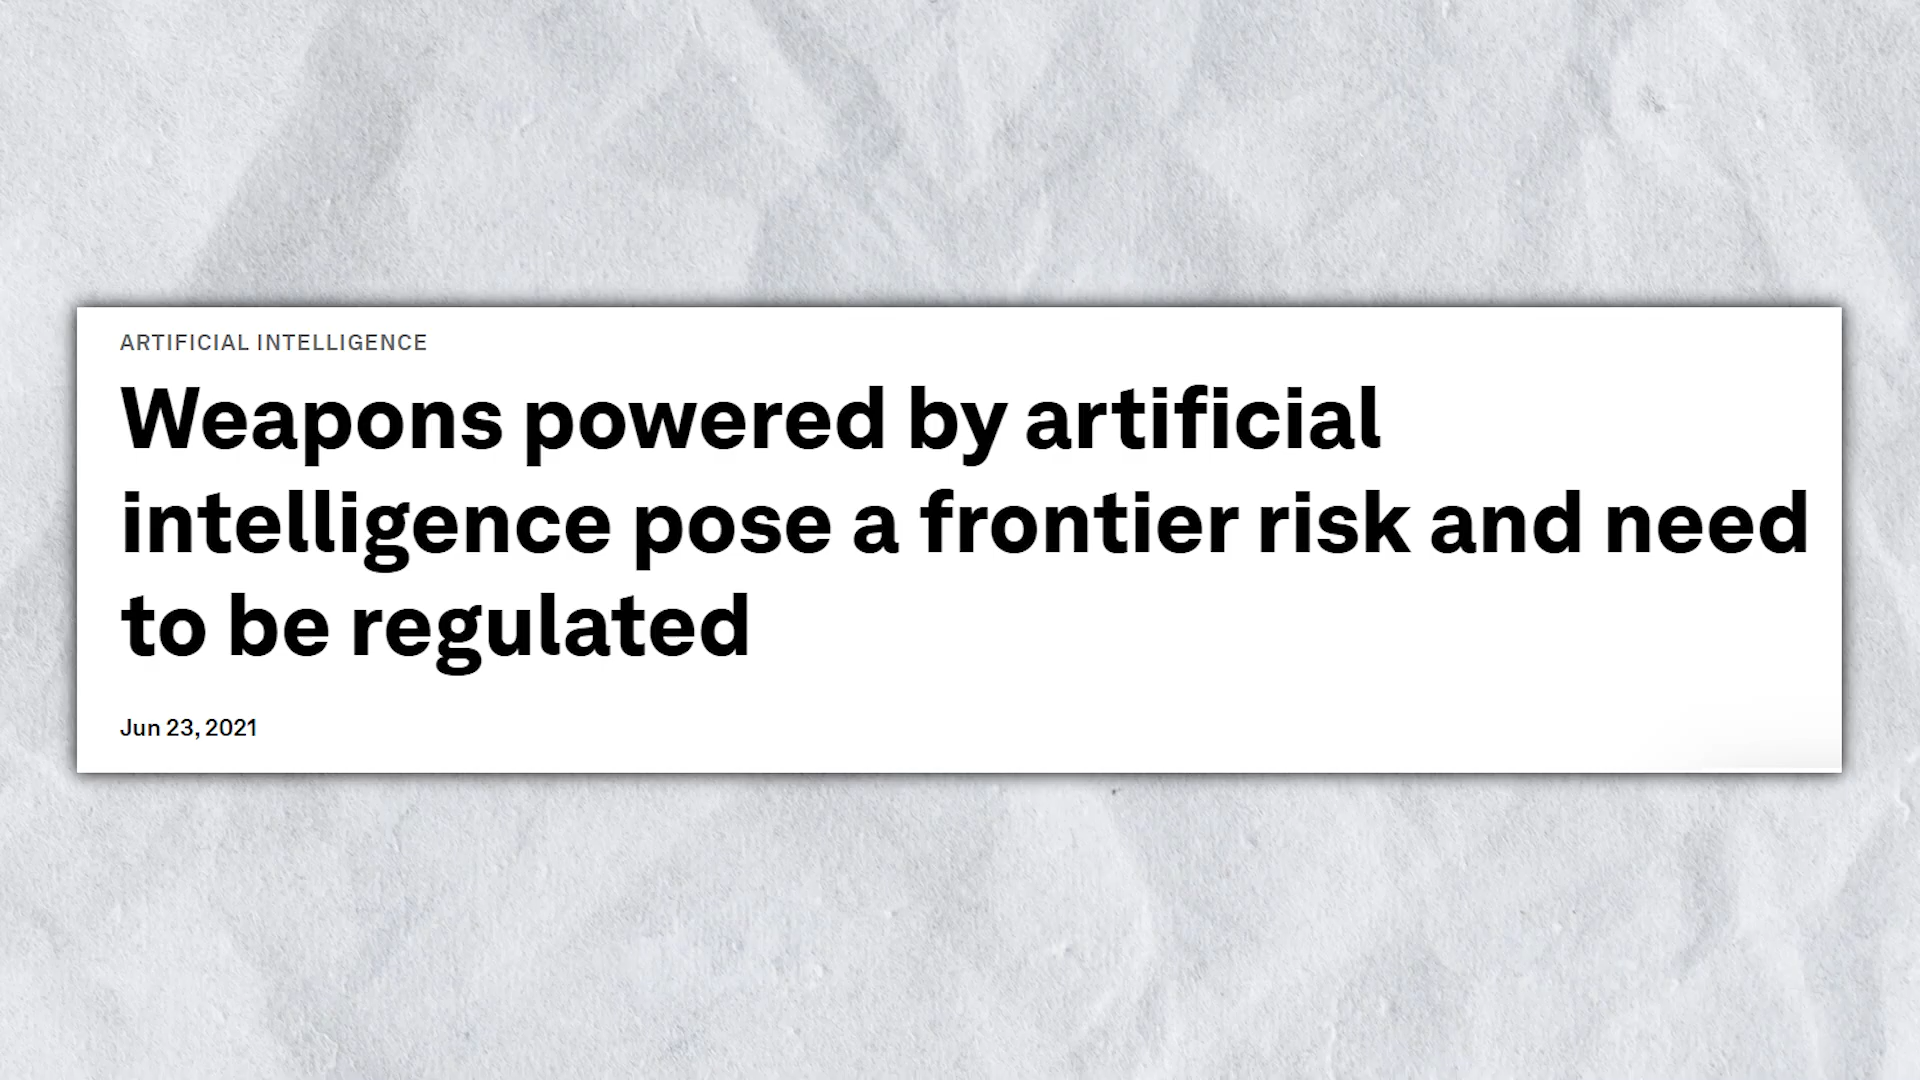 ARTIFICIAL INTELLIGENCE
Weapons powered by artificial
intelligence pose a frontier risk and need
to be regulated
Jun 23, 2021